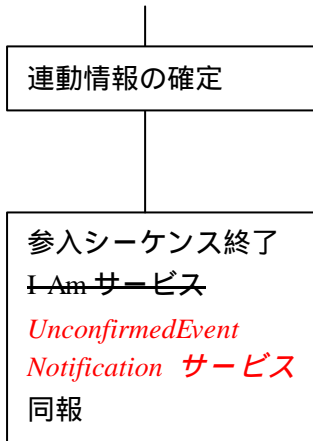 連動情報の確定
参入シーケンス終了
I-Am サービス
UnconfirmedEvent
Notification サービス
同報